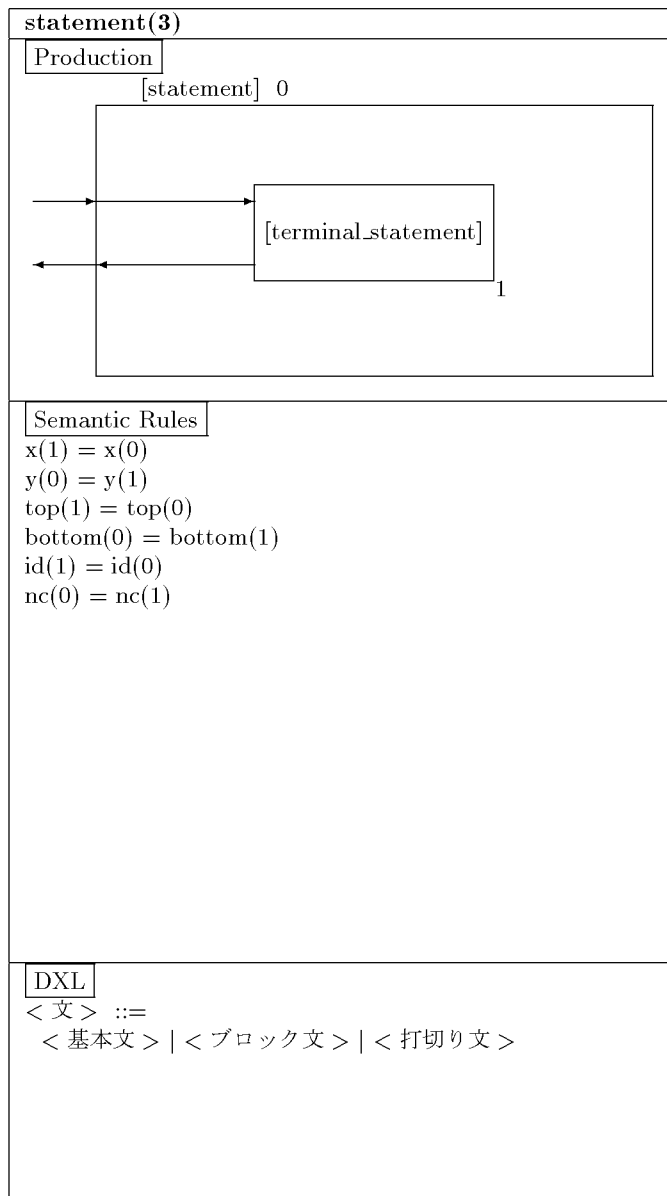 statement(3)
Production
[statement] 0
[terminal_statement]
1
Semantic Rules
x(1) = x(0)
y(0) = y(1)
top(1) = top(0)
bottom(0) = bottom(1)
id(1) = id(0)
nc(0) = nc(1)
DXL
< 文 > ::=
< 基本文 > | < ブロック文 > | < 打切り文 >